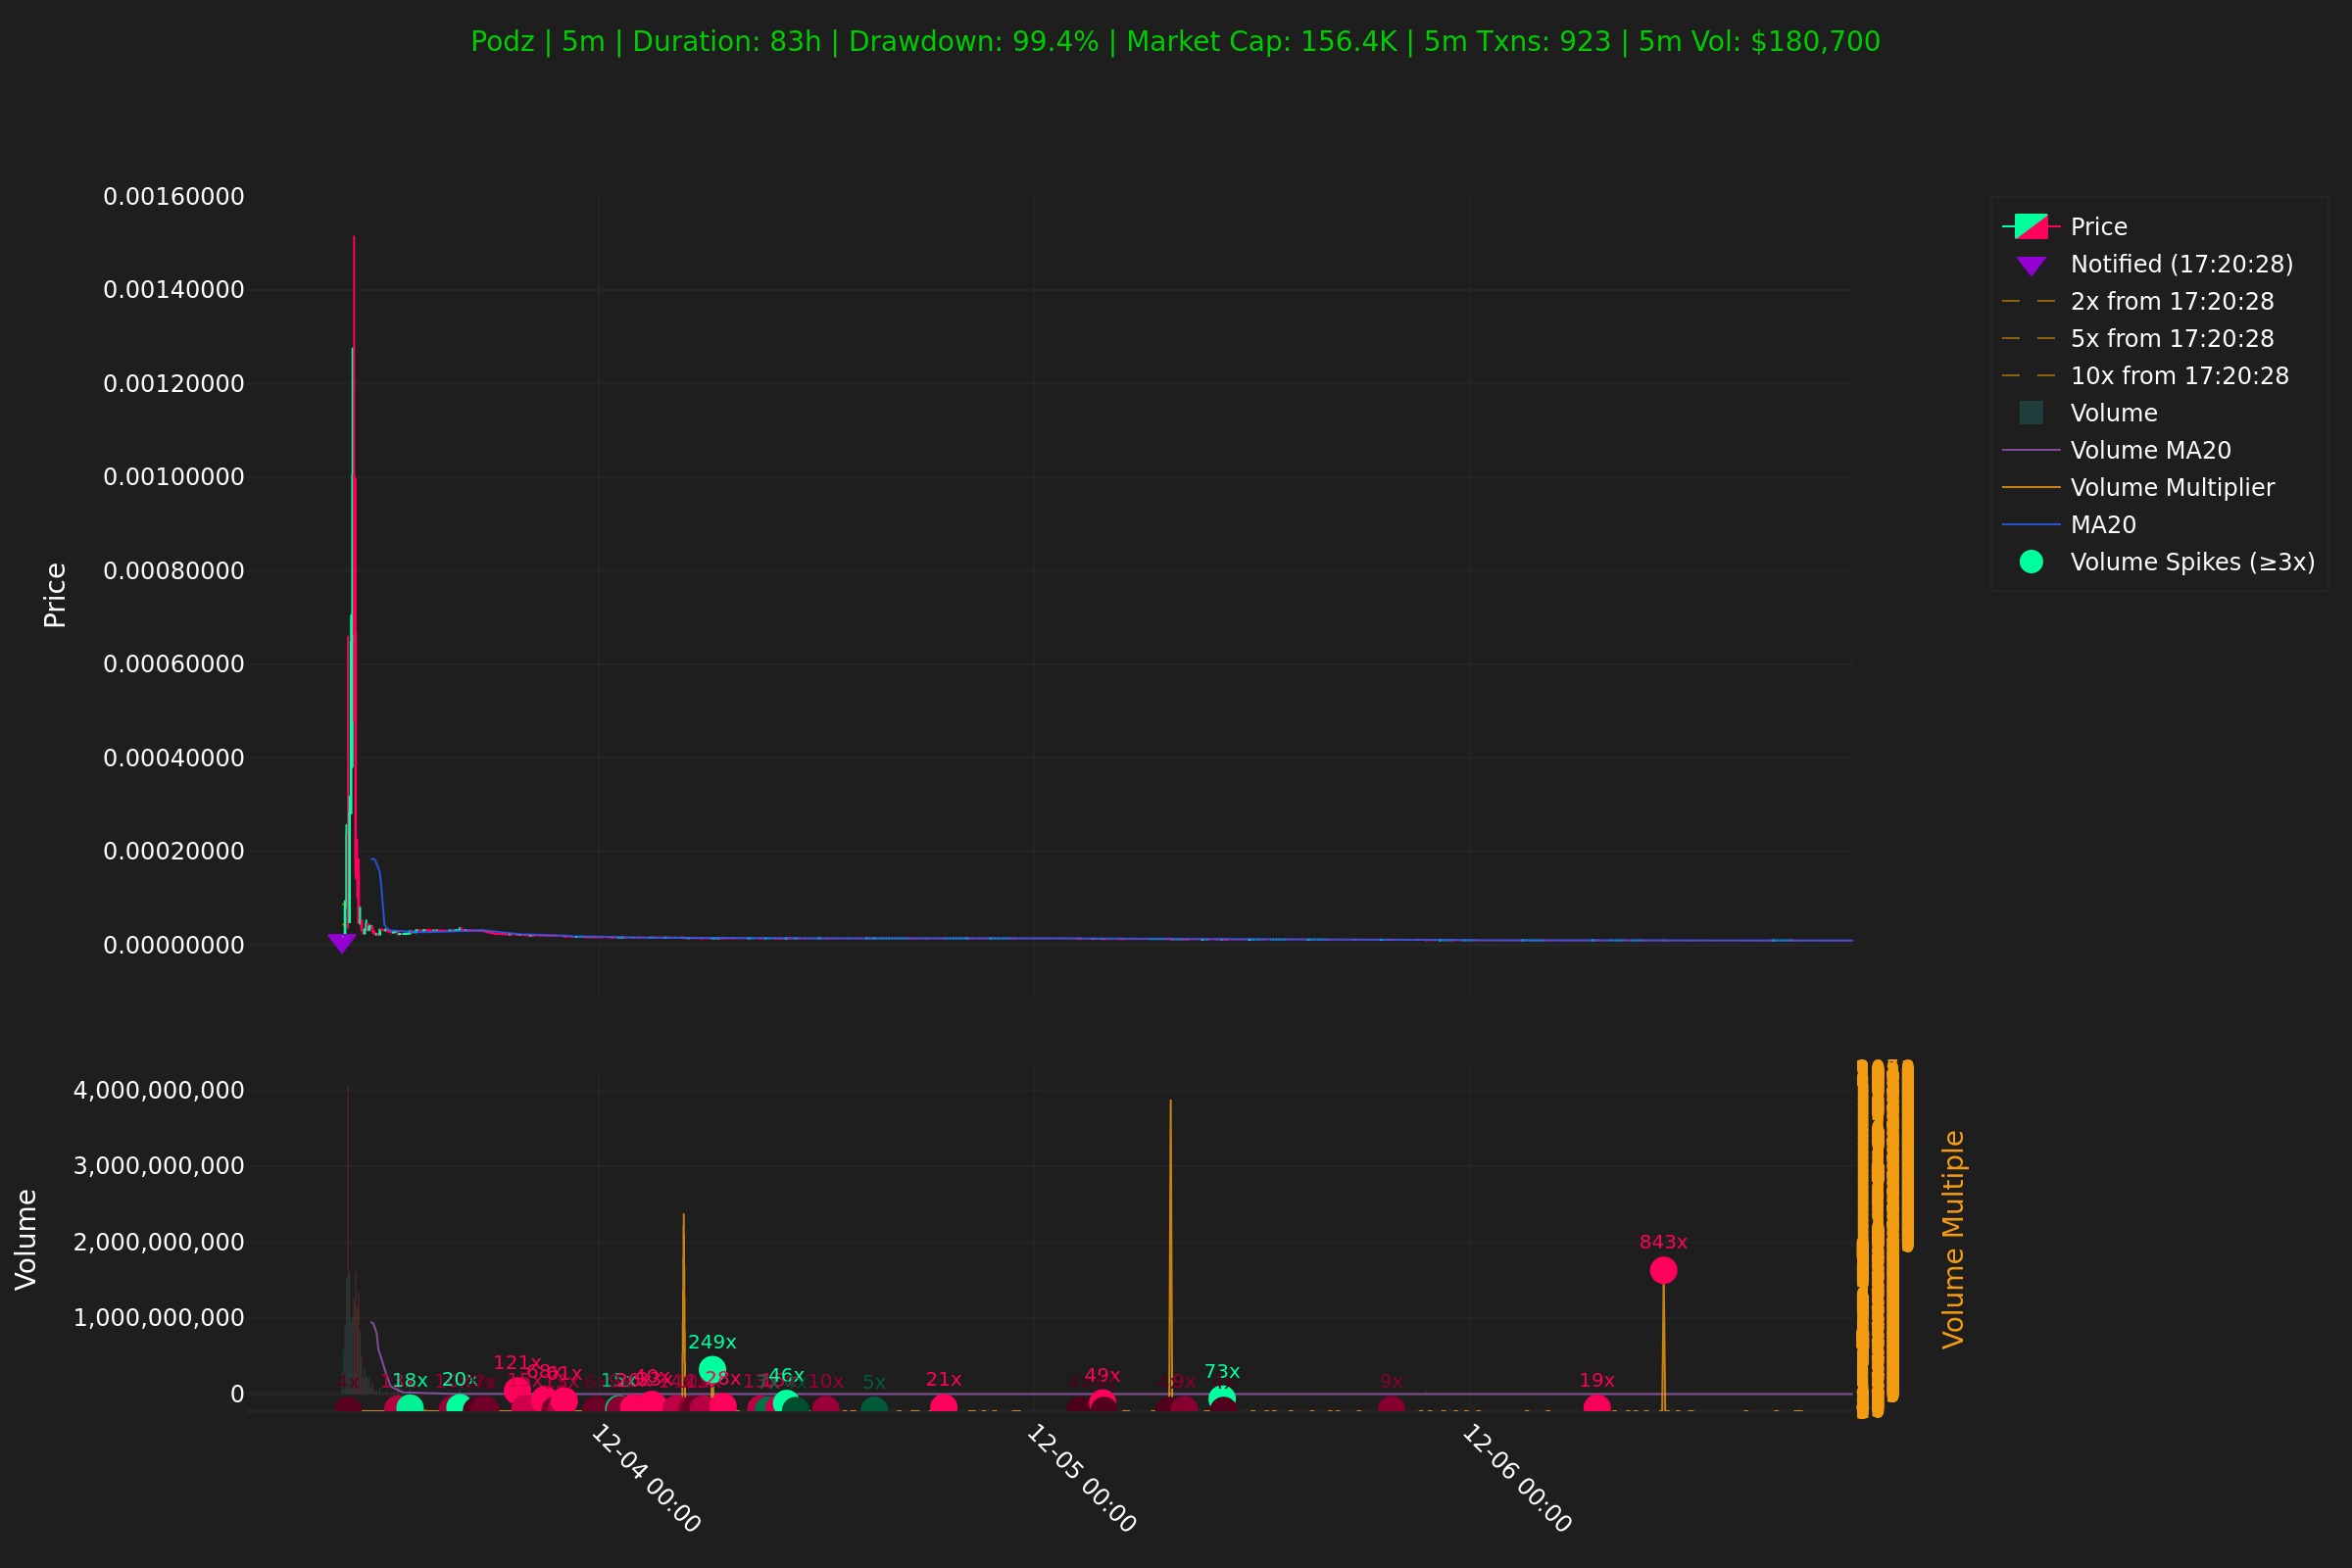 Podz | 5m | Duration: 83h | Drawdown: 99.4% | Market Cap: 156.4K | 5m Txns: 923 | 5m Vol: $180,700
0.00160000
0.00140000
0.00120000
0.00100000
0.00080000
0.00060000
0.00040000
0.00020000
0.00000000
Price
Price
Notified (17:20:28)
2x from 17:20:28
5x from 17:20:28
10x from 17:20:28
Volume
Volume MA20
Volume Multiplier
MA20
Volume Spikes (≥3x)
4,000,000,000
3,000,000,000
2,000,000,000
1,000,000,000
0
Volume
Volume Multiple
843x
249x
121x
18x
20x
61x
28x
46x
10x
5x
21x
49x
73x
9x
19x
12-04 00:00
12-05 00:00
12-06 00:00